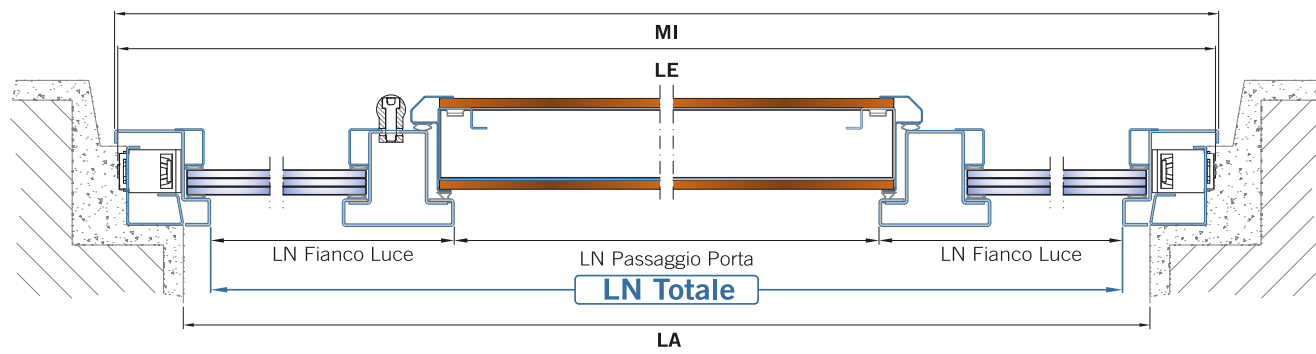 MI
LE
LN Fianco Luce
LN Passaggio Porta
LN Fianco Luce
LN Totale
LA